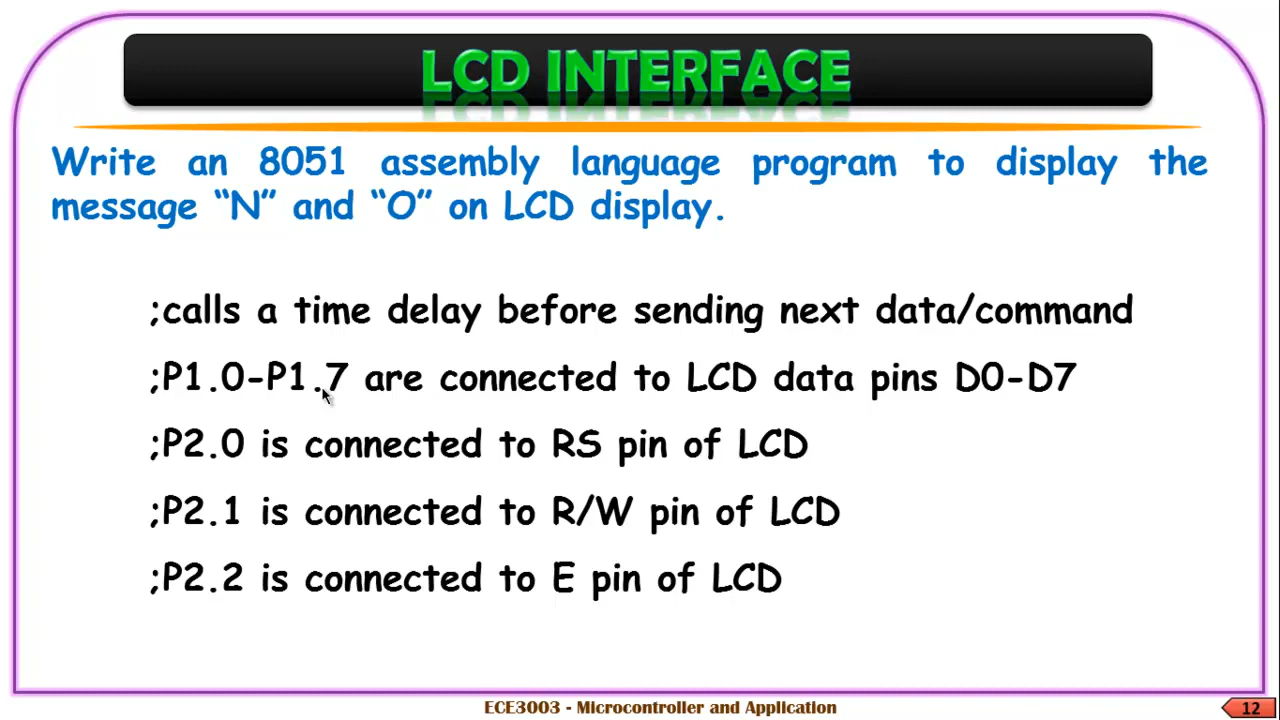 LCD INTERFACE
Write an 8051 assembly language program to display the
message “N” and “O” on LCD display.
;calls a time delay before sending next data/command
;P1.0-P1.7 are connected to LCD data pins D0-D7
;P2.0 is connected to RS pin of LCD
;P2.1 is connected to R/W pin of LCD
;P2.2 is connected to E pin of LCD
ECE3003 - Microcontroller and Application
12